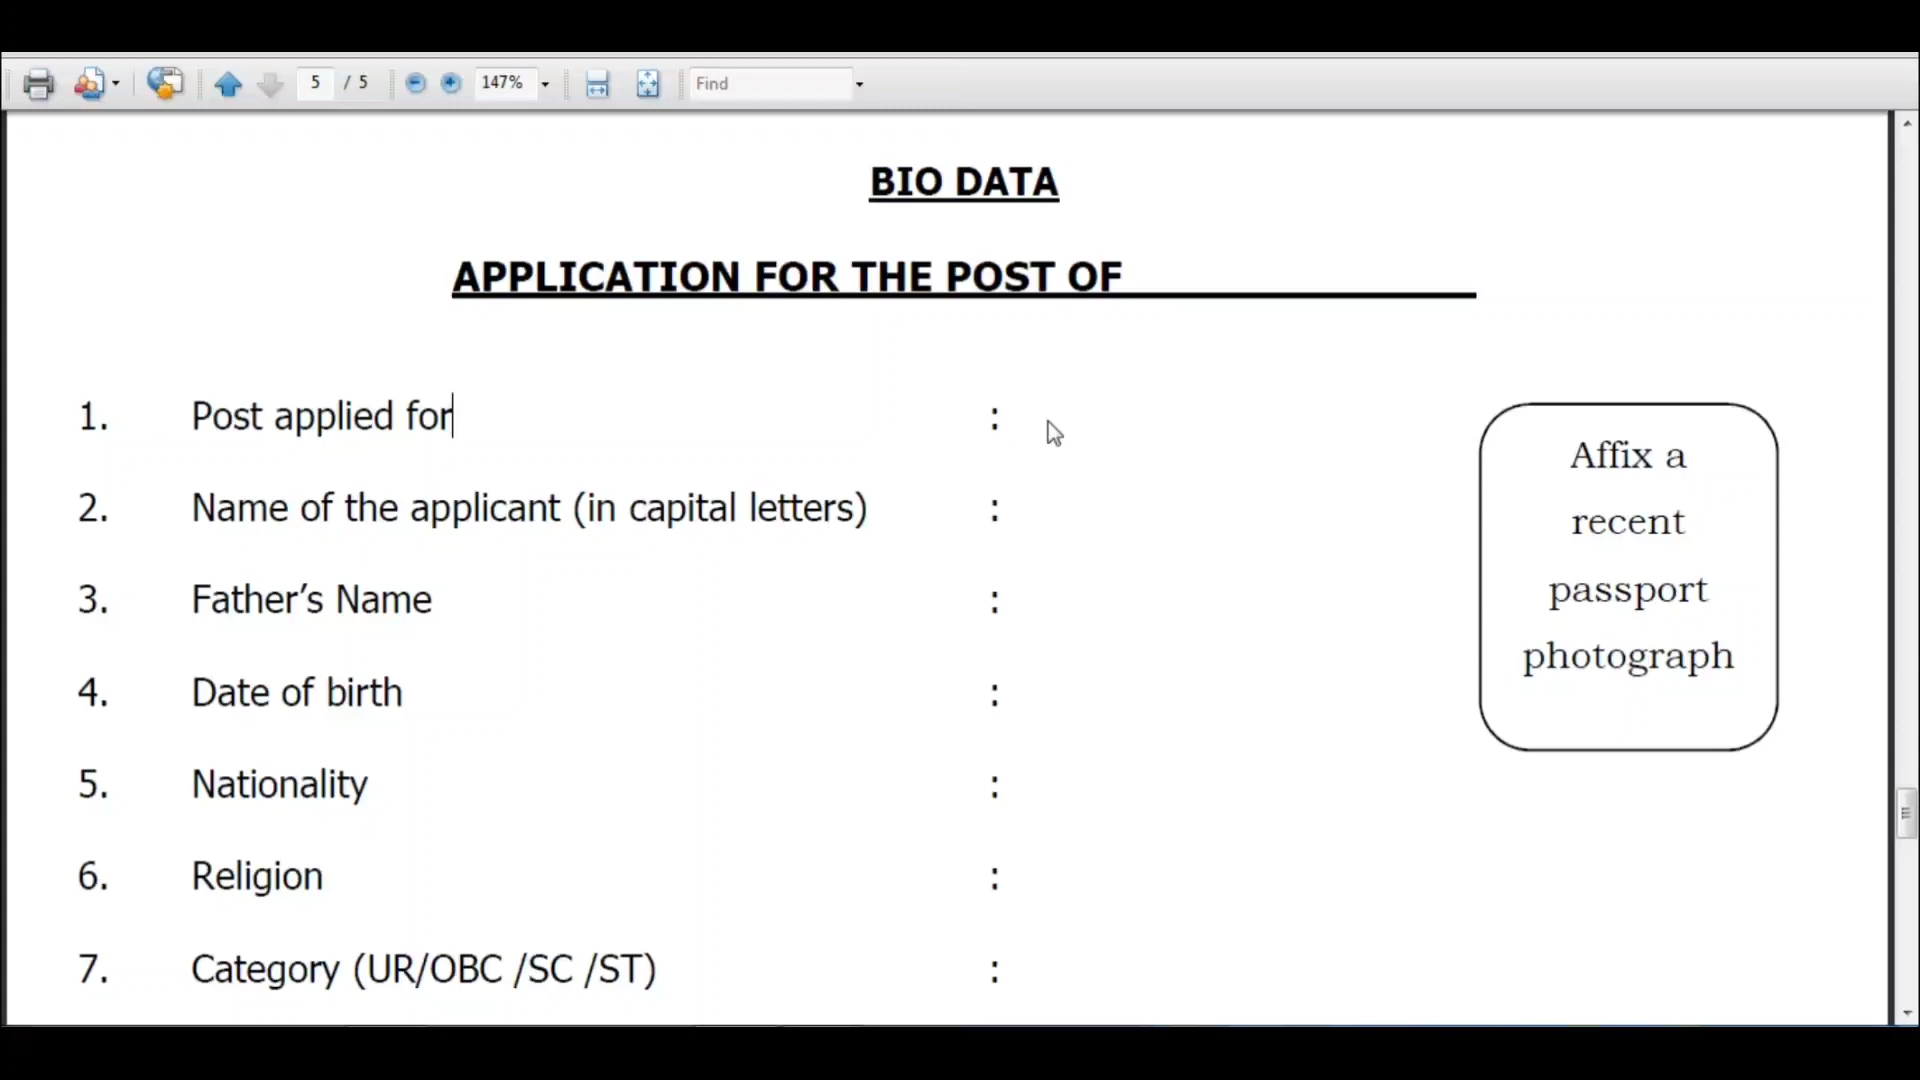 5 / 5 147% Find
BIO DATA
APPLICATION FOR THE POST OF
1. Post applied for :
2. Name of the applicant (in capital letters) :
3. Father’s Name :
4. Date of birth :
5. Nationality :
6. Religion :
7. Category (UR/OBC /SC /ST) :
Affix a
recent
passport
photograph